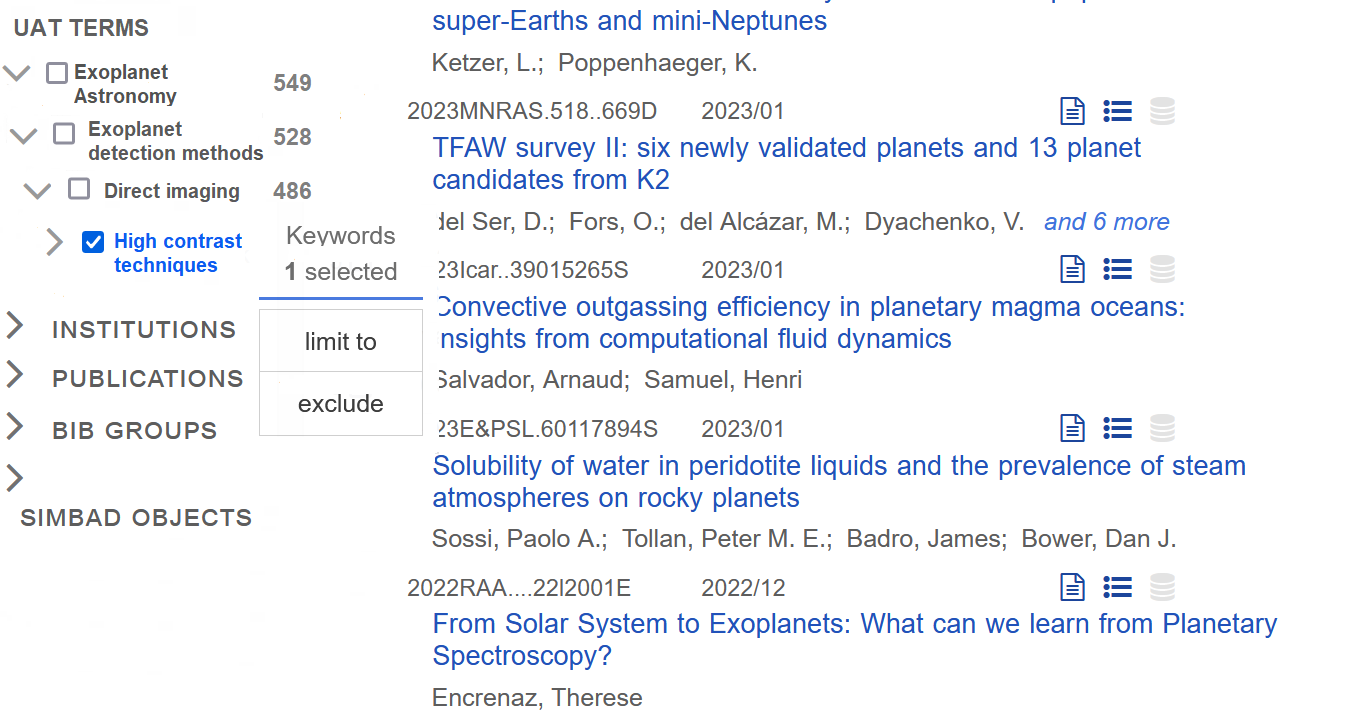 UAT TERMS
Exoplanet
Astronomy
549
Exoplanet
detection methods
528
Direct imaging
486
High contrast
techniques
Keywords
1 selected
limit to
exclude
INSTITUTIONS
PUBLICATIONS
BIB GROUPS
SIMBAD OBJECTS
super-Earths and mini-Neptunes
Ketzer, L.; Poppenhaeger, K.
2023MNRAS.518..669D 2023/01
TFAW survey II: six newly validated planets and 13 planet
candidates from K2
del Ser, D.; Fors, O.; del Alcázar, M.; Dyachenko, V. and 6 more
23Icar..39015265S 2023/01
Convective outgassing efficiency in planetary magma oceans:
nsights from computational fluid dynamics
Salvador, Arnaud; Samuel, Henri
23E&PSL.60117894S 2023/01
Solubility of water in peridotite liquids and the prevalence of steam
atmospheres on rocky planets
Sossi, Paolo A.; Tollan, Peter M. E.; Badro, James; Bower, Dan J.
2022RAA....22l2001E 2022/12
From Solar System to Exoplanets: What can we learn from Planetary
Spectroscopy?
Encrenaz, Therese